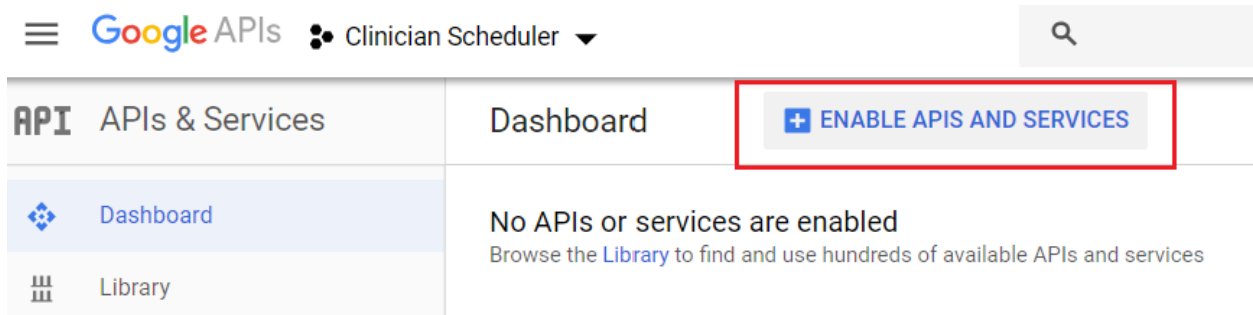 Google APIs Clinician Scheduler
API APIs & Services Dashboard ENABLE APIS AND SERVICES
Dashboard
No APIs or services are enabled
Browse the Library to find and use hundreds of available APIs and services
Library